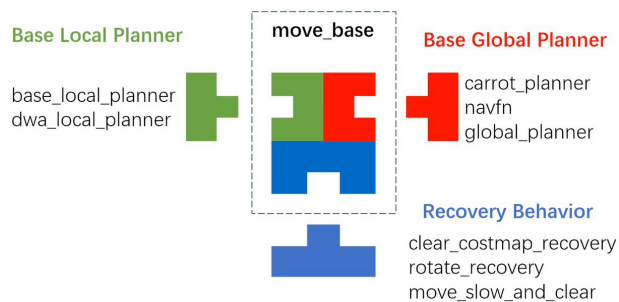 Base Local Planner
base_local_planner
dwa_local_planner
move_base
Base Global Planner
carrot_planner
navfn
global_planner
Recovery Behavior
clear_costmap_recovery
rotate_recovery
move_slow_and_clear